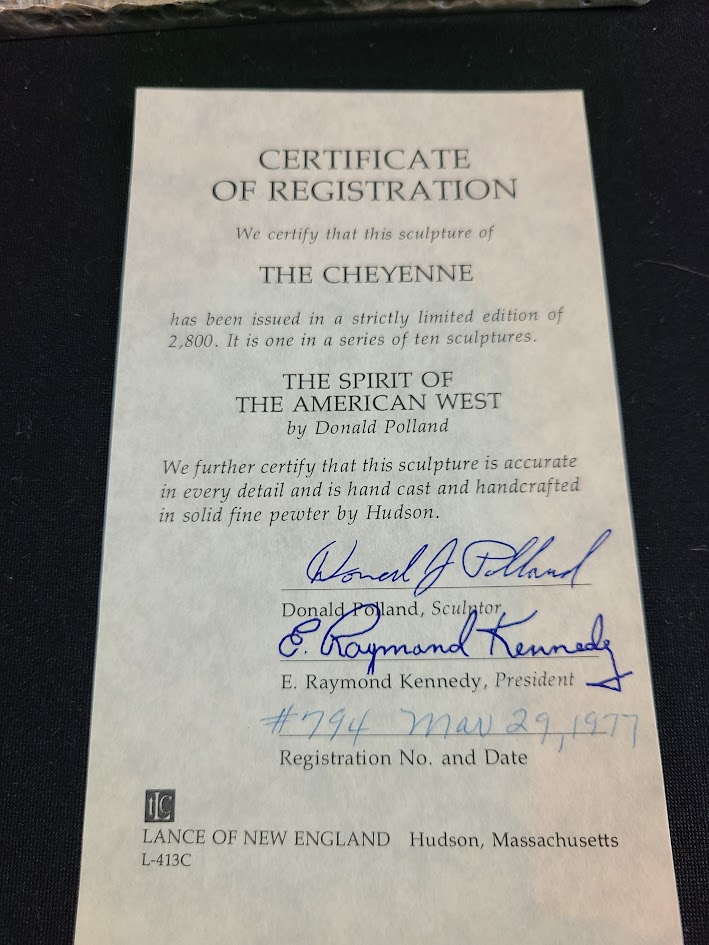 CERTIFICATE
OF REGISTRATION
We certify that this sculpture of
THE CHEYENNE
has been issued in a strictly limited edition of
2,800. It is one in a series of ten sculptures.
THE SPIRIT OF
THE AMERICAN WEST
by Donald Polland
We further certify that this sculpture is accurate
in every detail and is hand cast and handcrafted
in solid fine pewter by Hudson.
Donald J Polland
Donald Polland, Sculptor
E. Raymond Kennedy
E. Raymond Kennedy, President
#794 Mar 29, 1977
Registration No. and Date
tLC
LANCE OF NEW ENGLAND Hudson, Massachusetts
L-413C